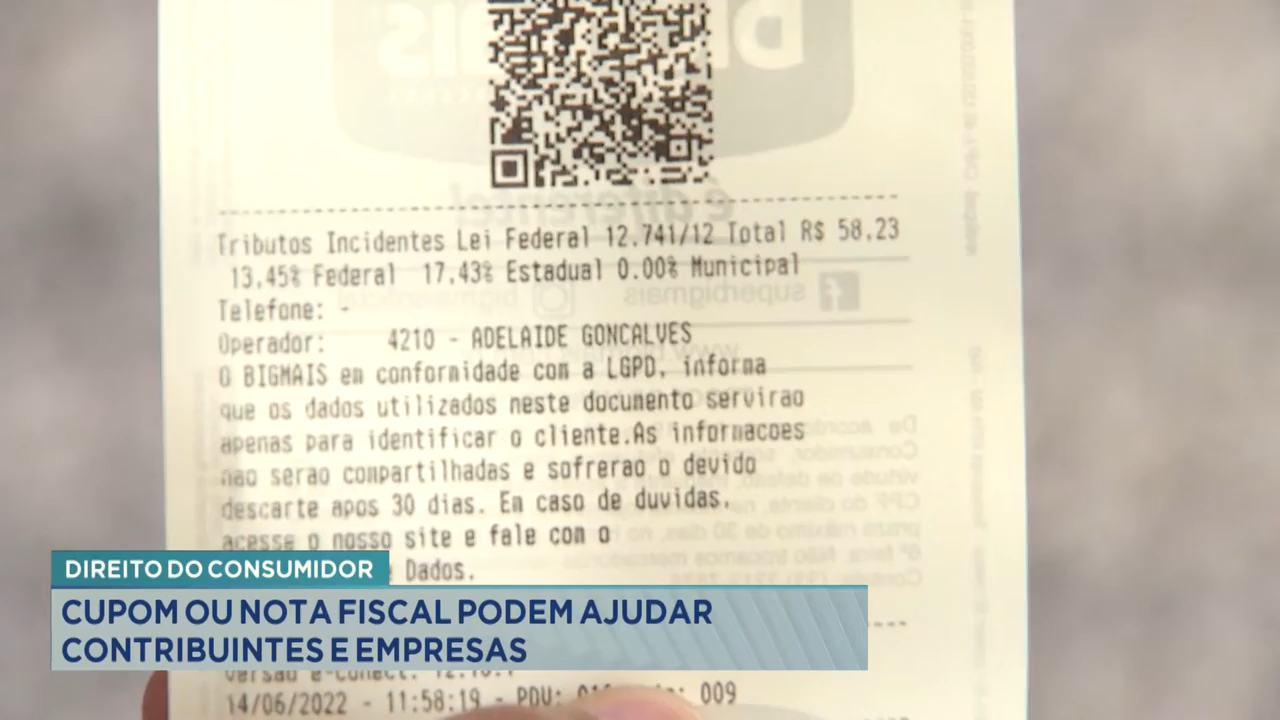 Tributos Incidentes Lei Federal 12.741/12 Total R$ 58,23
13.45% Federal 17.43% Estadual 0.00% Municipal
Telefone: -
Operador: 4210 - ADELAIDE GONCALVES
O BIGMAIS em conformidade com a LGPD, informa
que os dados utilizados neste documento servirao
apenas para identificar o cliente.As informacoes
nao serao compartilhadas e sofrerao o devido
descarte apos 30 dias. Em caso de duvidas,
acesse o nosso site e fale com o
Dados.
DIREITO DO CONSUMIDOR
CUPOM OU NOTA FISCAL PODEM AJUDAR
CONTRIBUINTES E EMPRESAS
14/06/2022 - 11:58:19 - PDV: 009